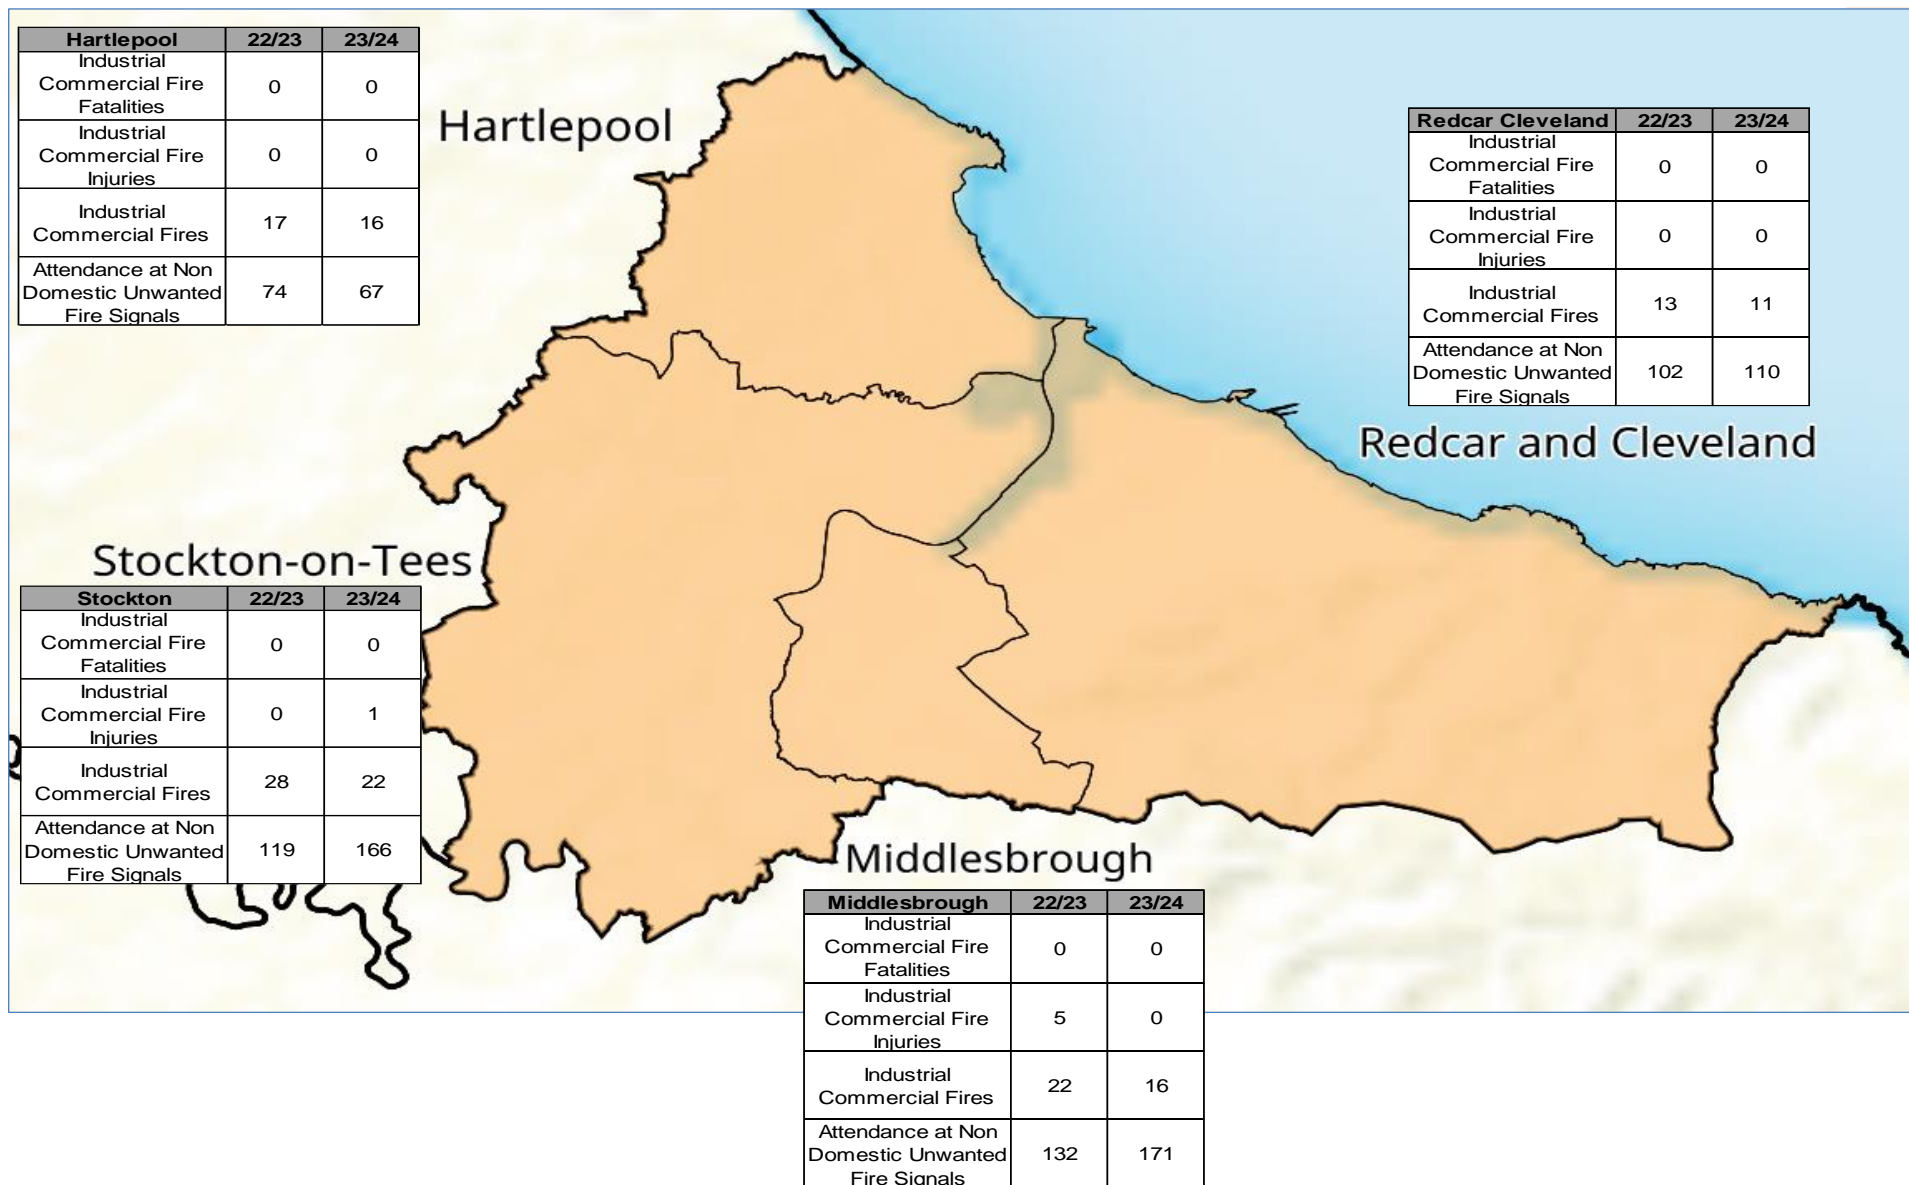 Hartlepool 22/23 23/24
Industrial
Commercial Fire
Fatalities
0 0
Industrial
Commercial Fire
Injuries
0 0
Industrial
Commercial Fires
17 16
Attendance at Non
Domestic Unwanted
Fire Signals
74 67
Hartlepool
Redcar Cleveland 22/23 23/24
Industrial
Commercial Fire
Fatalities
0 0
Industrial
Commercial Fire
Injuries
0 0
Industrial
Commercial Fires
13 11
Attendance at Non
Domestic Unwanted
Fire Signals
102 110
Redcar and Cleveland
Stockton-on-Tees
Stockton 22/23 23/24
Industrial
Commercial Fire
Fatalities
0 0
Industrial
Commercial Fire
Injuries
0 1
Industrial
Commercial Fires
28 22
Attendance at Non
Domestic Unwanted
Fire Signals
119 166
Middlesbrough
Middlesbrough 22/23 23/24
Industrial
Commercial Fire
Fatalities
0 0
Industrial
Commercial Fire
Injuries
5 0
Industrial
Commercial Fires
22 16
Attendance at Non
Domestic Unwanted
Fire Signals
132 171